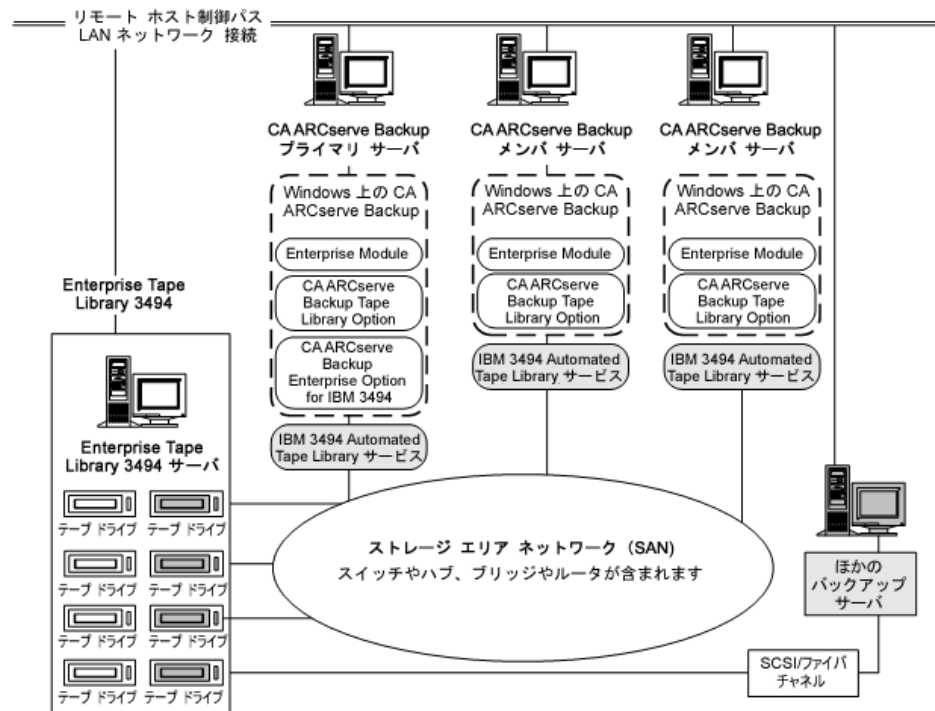 リモート ホスト制御パス
LAN ネットワーク 接続
CA ARCserve Backup
プライマリ サーバ
CA ARCserve Backup
メンバ サーバ
CA ARCserve Backup
メンバ サーバ
Windows 上の CA
ARCserve Backup
Enterprise Module
CA ARCserve
Backup Tape
Library Option
CA ARCserve
Backup
Enterprise Option
for IBM 3494
IBM 3494 Automated
Tape Library サービス
Windows 上の CA
ARCserve Backup
Enterprise Module
CA ARCserve
Backup Tape
Library Option
IBM 3494 Automated
Tape Library サービス
Windows 上の CA
ARCserve Backup
Enterprise Module
CA ARCserve
Backup Tape
Library Option
IBM 3494 Automated
Tape Library サービス
Enterprise Tape
Library 3494
Enterprise Tape
Library 3494 サーバ
テープ ドライブ
テープ ドライブ
テープ ドライブ
テープ ドライブ
テープ ドライブ
テープ ドライブ
テープ ドライブ
テープ ドライブ
ストレージ エリア ネットワーク (SAN)
スイッチやハブ、ブリッジやルータが含まれます
ほかの
バックアップ
サーバ
SCSI/ファイバ
チャネル